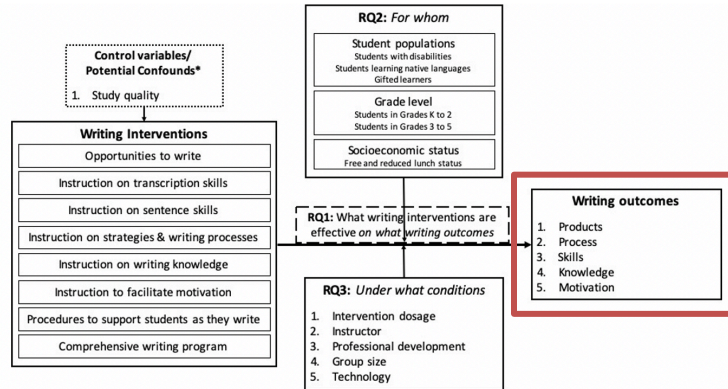 Control variables/
Potential Confounds*
1. Study quality
Writing Interventions
Opportunities to write
Instruction on transcription skills
Instruction on sentence skills
Instruction on strategies & writing processes
Instruction on writing knowledge
Instruction to facilitate motivation
Procedures to support students as they write
Comprehensive writing program
RQ2: For whom
Student populations
Students with disabilities
Students learning native languages
Gifted learners
Grade level
Students in Grades K to 2
Students in Grades 3 to 5
Socioeconomic status
Free and reduced lunch status
RQ1: What writing interventions are
effective on what writing outcomes
RQ3: Under what conditions
1. Intervention dosage
2. Instructor
3. Professional development
4. Group size
5. Technology
Writing outcomes
1. Products
2. Process
3. Skills
4. Knowledge
5. Motivation